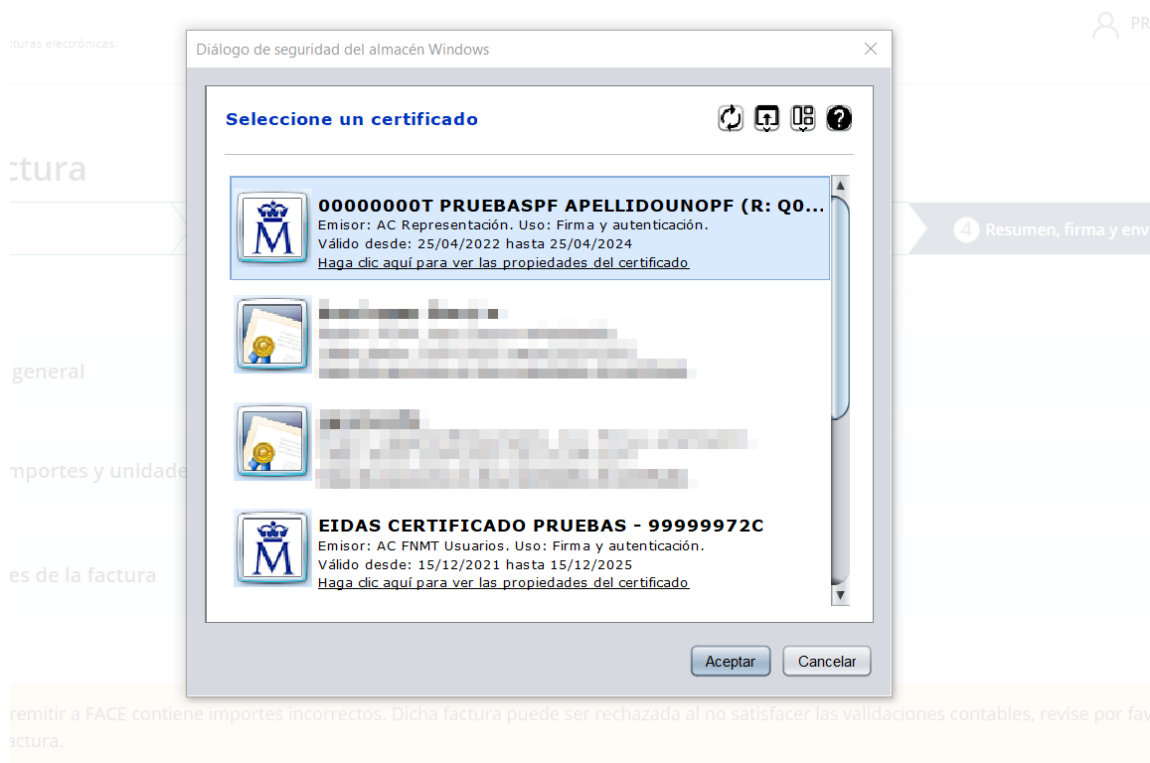 PR
cturas electrónicas.
Diálogo de seguridad del almacén Windows
Seleccione un certificado
ctura
00000000T PRUEBASPF APELLIDOUNOPF (R: Q0...
Emisor: AC Representación. Uso: Firma y autenticación.
Válido desde: 25/04/2022 hasta 25/04/2024
Haga clic aquí para ver las propiedades del certificado
4 Resumen, firma y env
general
mportes y unidade
EIDAS CERTIFICADO PRUEBAS - 99999972C
Emisor: AC FNMT Usuarios. Uso: Firma y autenticación.
Válido desde: 15/12/2021 hasta 15/12/2025
Haga clic aquí para ver las propiedades del certificado
es de la factura
Aceptar Cancelar
remitir a FACE contiene importes incorrectos. Dicha factura puede ser rechazada al no satisfacer las validaciones contables, revise por fav
actura.